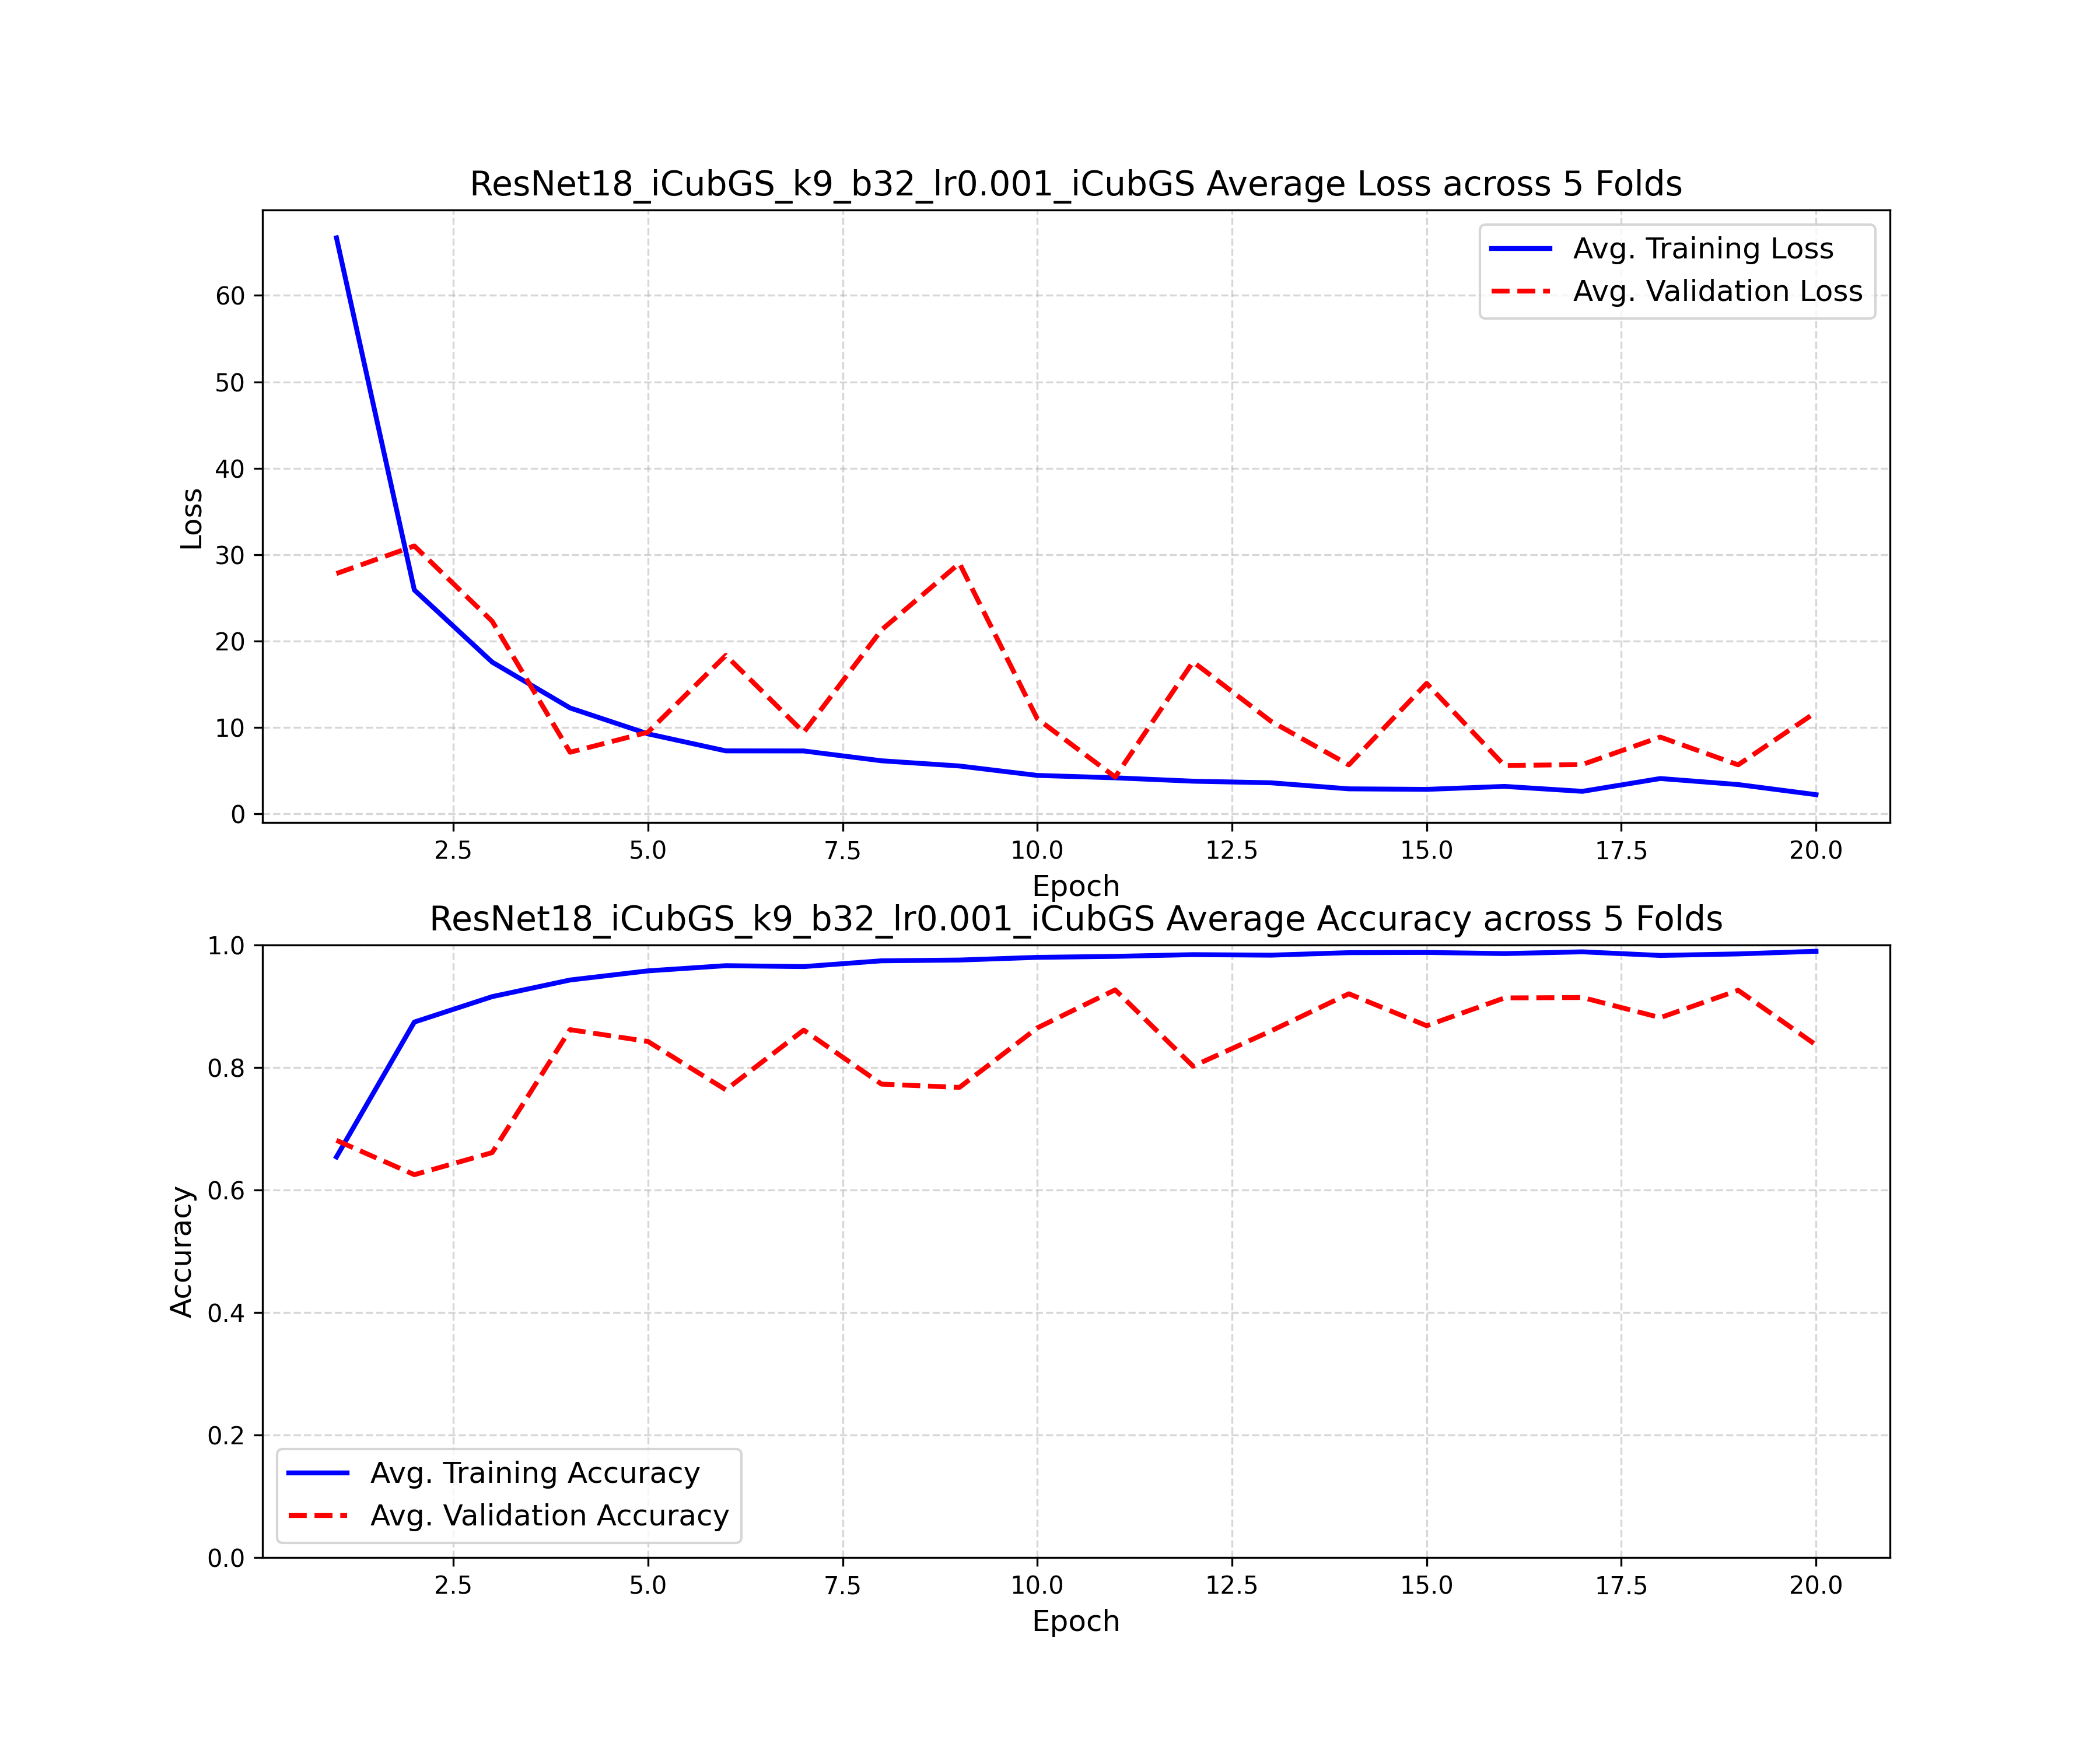 ResNet18_iCubGS_k9_b32_lr0.001_iCubGS Average Loss across 5 Folds
Avg. Training Loss
Avg. Validation Loss
Loss
60
50
40
30
20
10
0
2.5 5.0 7.5 10.0 12.5 15.0 17.5 20.0
Epoch
ResNet18_iCubGS_k9_b32_lr0.001_iCubGS Average Accuracy across 5 Folds
Accuracy
1.0
0.8
0.6
0.4
0.2
0.0
Avg. Training Accuracy
Avg. Validation Accuracy
2.5 5.0 7.5 10.0 12.5 15.0 17.5 20.0
Epoch